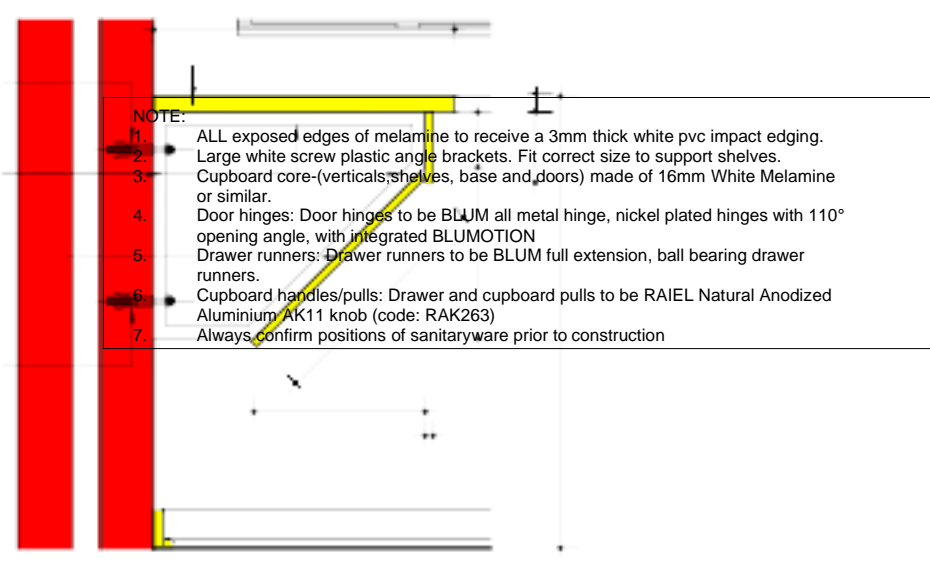 NOTE:
1. ALL exposed edges of melamine to receive a 3mm thick white pvc impact edging.
2. Large white screw plastic angle brackets. Fit correct size to support shelves.
3. Cupboard core-(verticals,shelves, base and doors) made of 16mm White Melamine
or similar.
4. Door hinges: Door hinges to be BLUM all metal hinge, nickel plated hinges with 110°
opening angle, with integrated BLUMOTION
5. Drawer runners: Drawer runners to be BLUM full extension, ball bearing drawer
runners.
6. Cupboard handles/pulls: Drawer and cupboard pulls to be RAIEL Natural Anodized
Aluminium AK11 knob (code: RAK263)
7. Always confirm positions of sanitaryware prior to construction